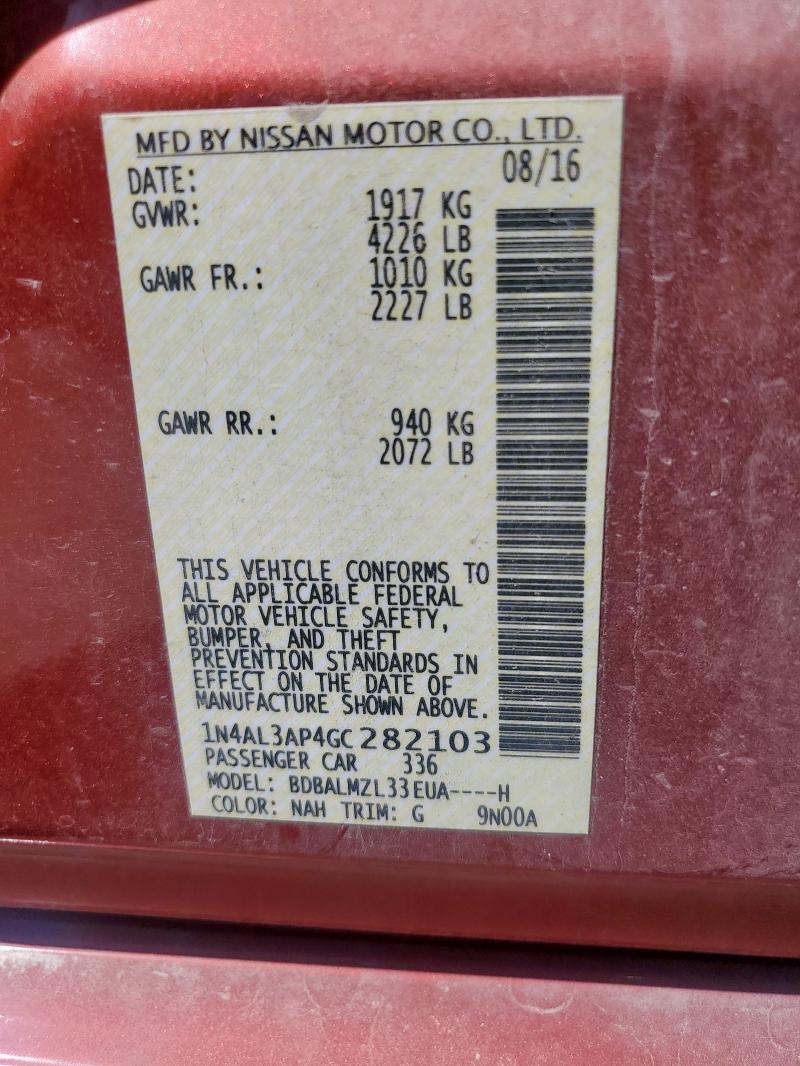 MFD BY NISSAN MOTOR CO., LTD.
DATE: 08/16
GVWR: 1917 KG
4226 LB
GAWR FR.: 1010 KG
2227 LB
GAWR RR.: 940 KG
2072 LB
THIS VEHICLE CONFORMS TO
ALL APPLICABLE FEDERAL
MOTOR VEHICLE SAFETY,
BUMPER, AND THEFT
PREVENTION STANDARDS IN
EFFECT ON THE DATE OF
MANUFACTURE SHOWN ABOVE.
1N4AL3AP4GC282103
PASSENGER CAR 336
MODEL: BDBALMZL33EUA----H
COLOR: NAH TRIM: G 9N00A